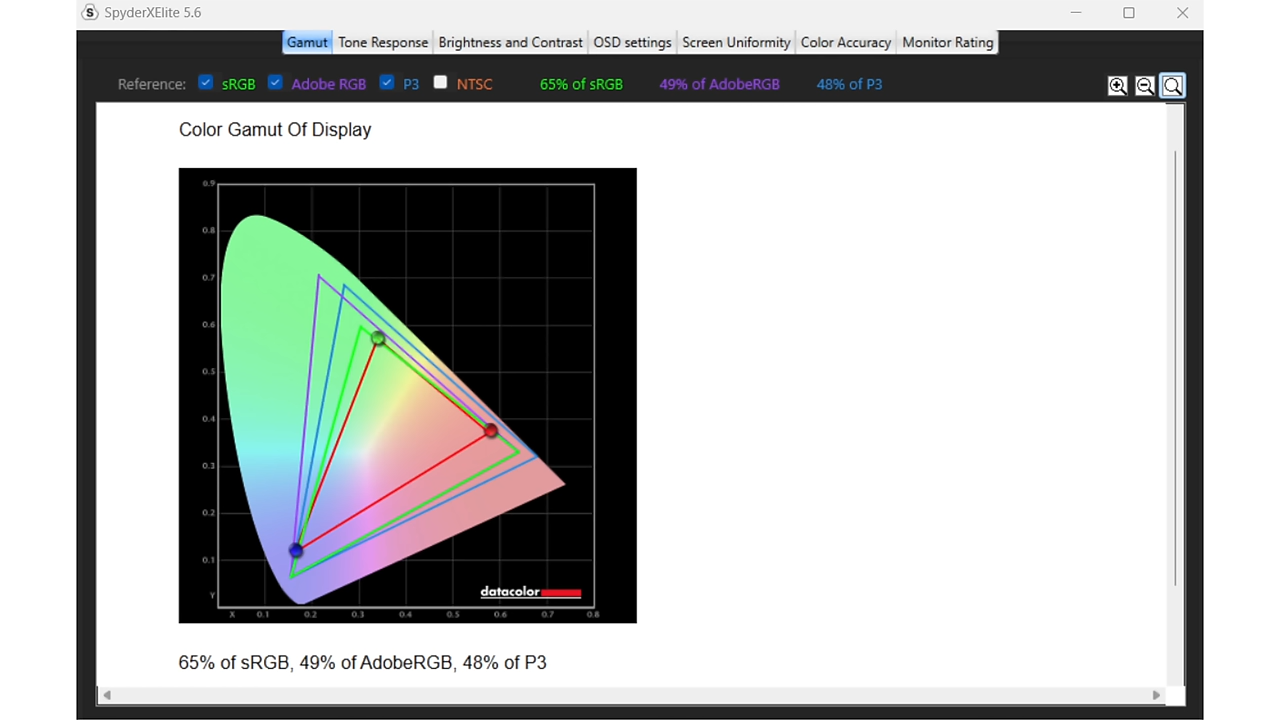 SpyderXElite 5.6
Gamut Tone Response Brightness and Contrast OSD settings Screen Uniformity Color Accuracy Monitor Rating
Reference: sRGB Adobe RGB P3 NTSC 65% of sRGB 49% of AdobeRGB 48% of P3
Color Gamut Of Display
0.9
0.8
0.7
0.6
0.5
0.4
0.3
0.2
0.1
datacolor
Y
X 0.1 0.2 0.3 0.4 0.5 0.6 0.7 0.8
65% of sRGB, 49% of AdobeRGB, 48% of P3